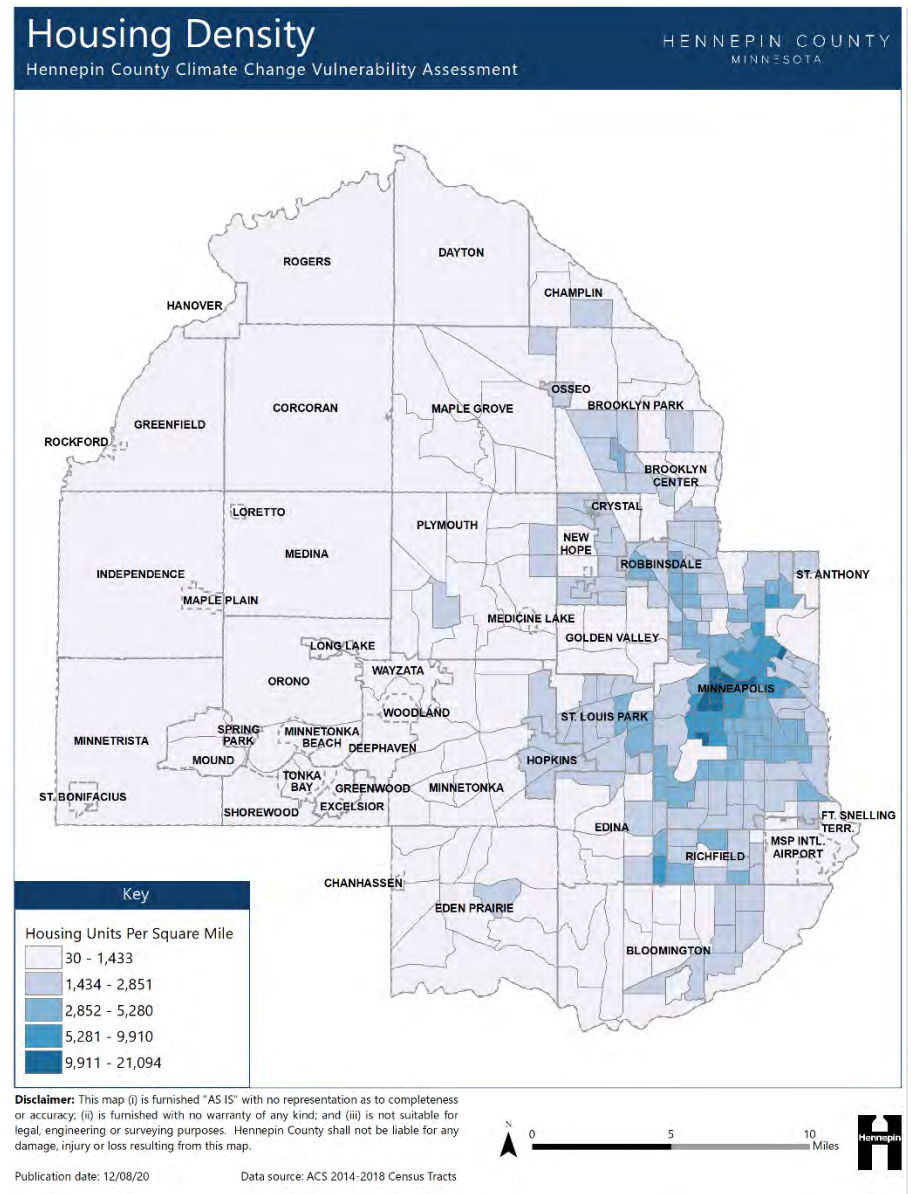 Housing Density
Hennepin County Climate Change Vulnerability Assessment
HENNEPIN COUNTY
MINNESOTA
DAYTON
ROGERS
CHAMPLIN
HANOVER
OSSEO
BROOKLYN PARK
CORCORAN
MAPLE GROVE
GREENFIELD
ROCKFORD
BROOKLYN
CENTER
CRYSTAL
LORETTO
PLYMOUTH
NEW
HOPE
MEDINA
ROBBINSDALE
INDEPENDENCE
ST. ANTHONY
MAPLE PLAIN
MEDICINE LAKE
GOLDEN VALLEY
LONG LAKE
WAYZATA
ORONO
MINNEAPOLIS
WOODLAND
ST. LOUIS PARK
SPRING
PARK
MINNETONKA
BEACH
MINNETRISTA
DEEPHAVEN
MOUND
HOPKINS
TONKA
BAY
GREENWOOD
MINNETONKA
ST. BONIFACIUS
EXCELSIOR
SHOREWOOD
FT. SNELLING
TERR.
EDINA
MSP INTL.
AIRPORT
RICHFIELD
CHANHASSEN
EDEN PRAIRIE
BLOOMINGTON
Key
Housing Units Per Square Mile
30 - 1,433
1,434 - 2,851
2,852 - 5,280
5,281 - 9,910
9,911 - 21,094
Disclaimer: This map (i) is furnished "AS IS" with no representation as to completeness
or accuracy; (ii) is furnished with no warranty of any kind; and (iii) is not suitable for
legal, engineering or surveying purposes. Hennepin County shall not be liable for any
damage, injury or loss resulting from this map.
Publication date: 12/08/20
Data source: ACS 2014-2018 Census Tracts
N
0 5 10
Miles
Hennepin